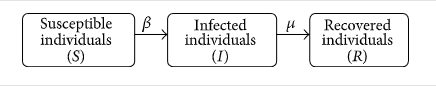 Susceptible
individuals
(S)
β
Infected
individuals
(I)
μ
Recovered
individuals
(R)